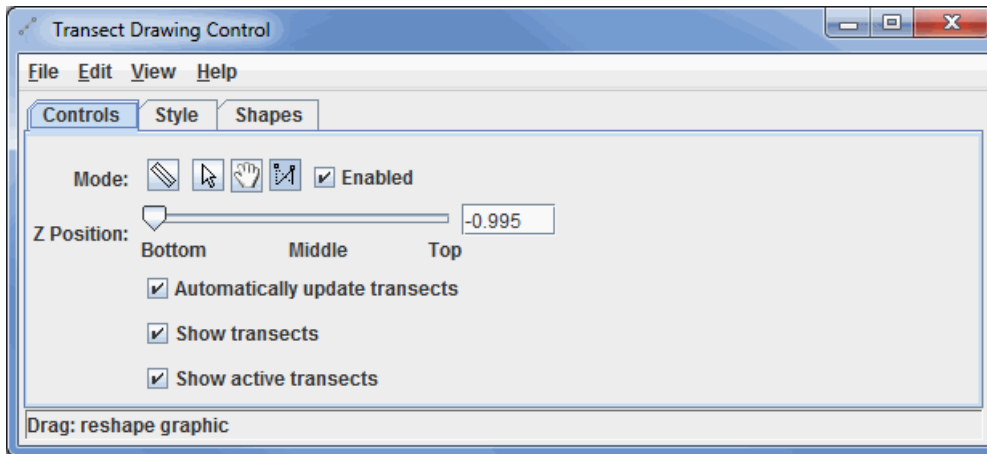 Transect Drawing Control
File Edit View Help
Controls Style Shapes
Mode: Enabled
Z Position: -0.995
Bottom Middle Top
Automatically update transects
Show transects
Show active transects
Drag: reshape graphic